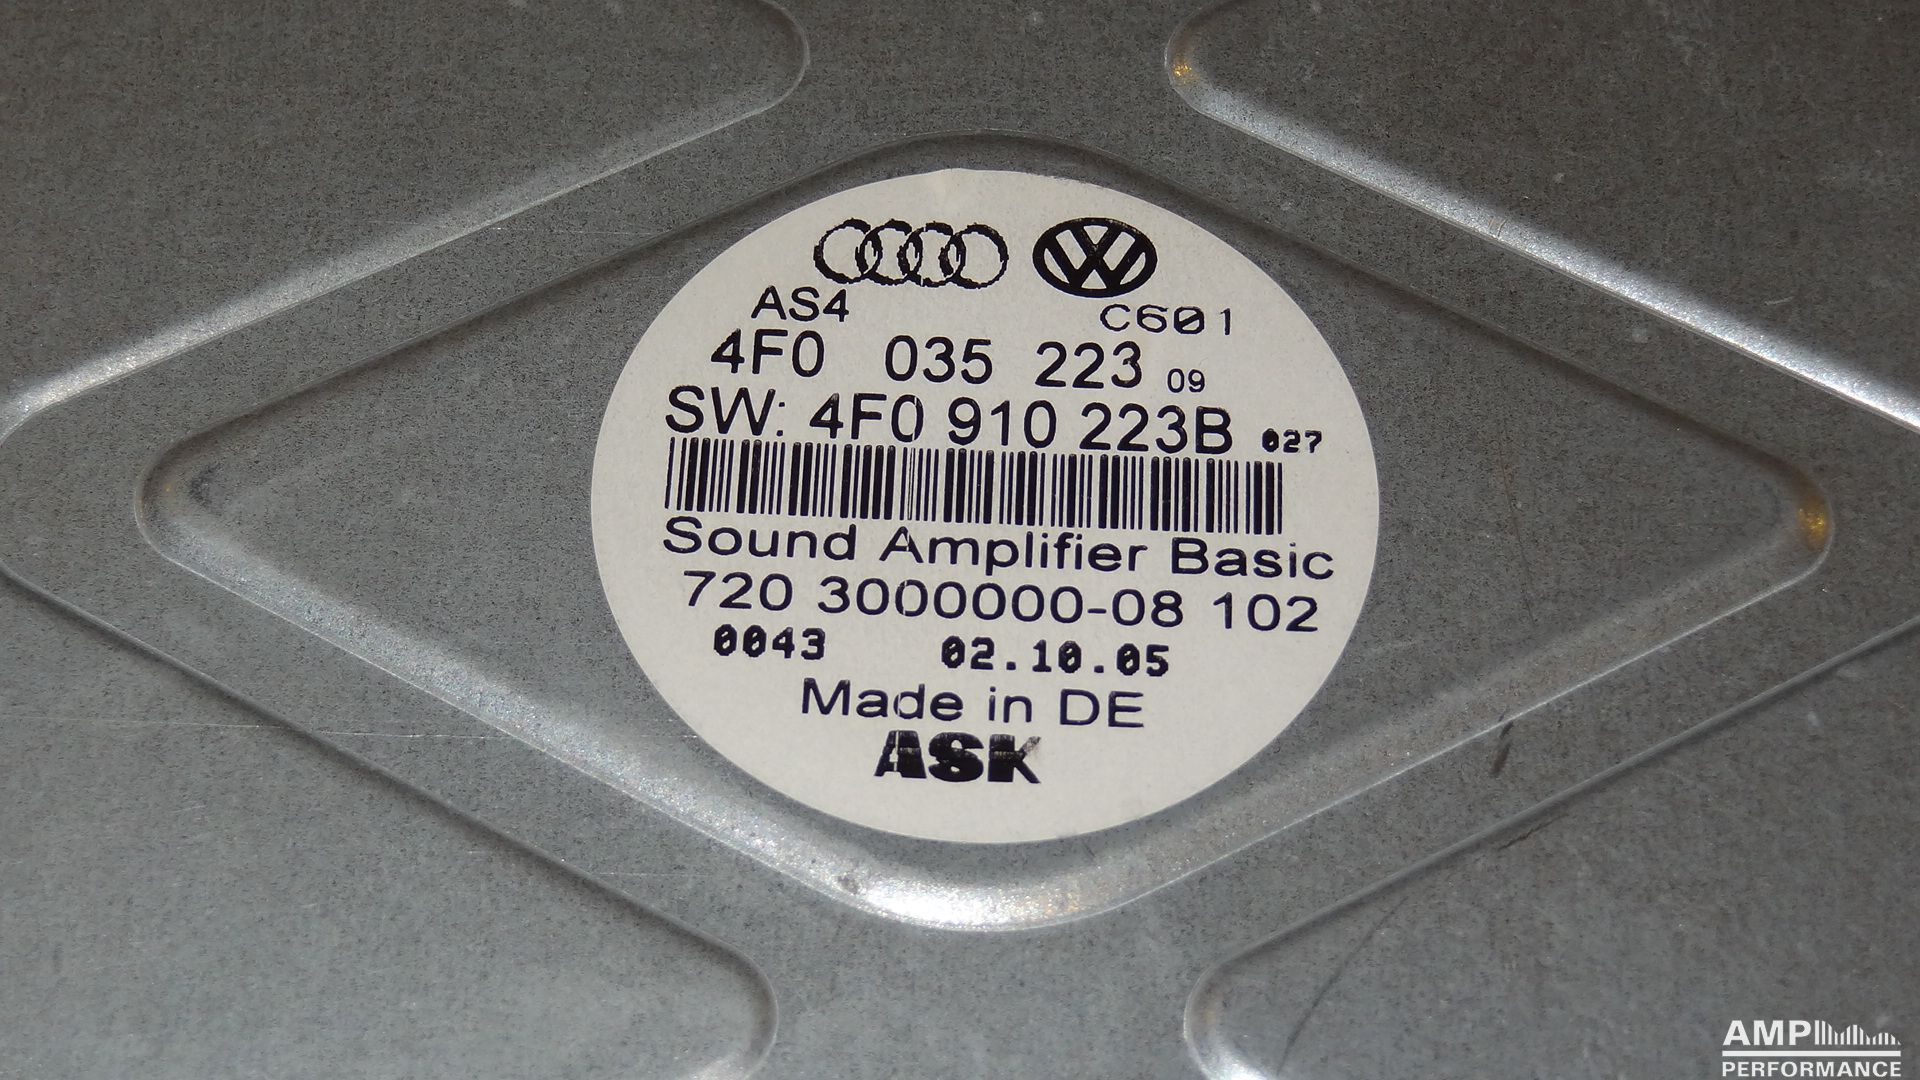 AS4 C601
4F0 035 223 09
SW: 4F0 910 223B 027
Sound Amplifier Basic
720 3000000-08 102
0043 02.10.05
Made in DE
ASK
AMP
PERFORMANCE